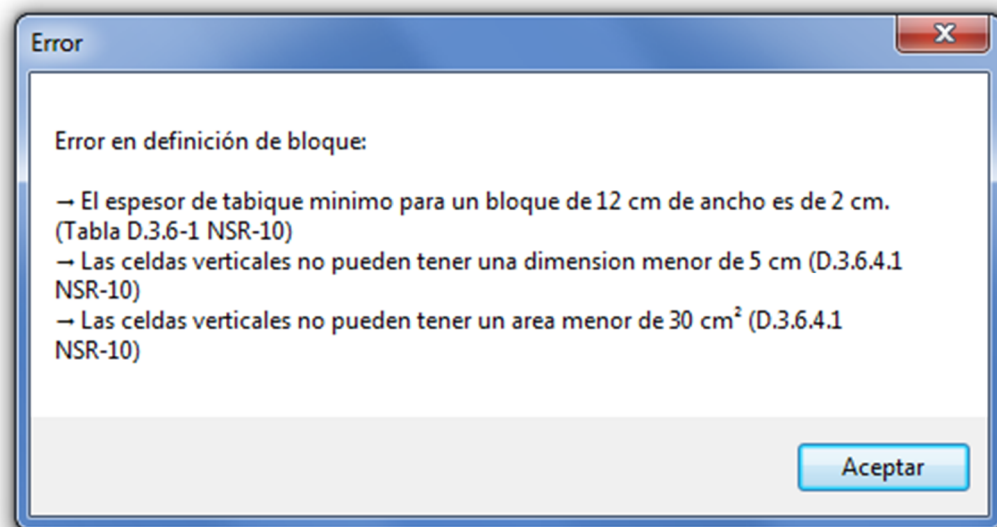 Error
Error en definición de bloque:
→ El espesor de tabique minimo para un bloque de 12 cm de ancho es de 2 cm.
(Tabla D.3.6-1 NSR-10)
→ Las celdas verticales no pueden tener una dimension menor de 5 cm (D.3.6.4.1
NSR-10)
→ Las celdas verticales no pueden tener un area menor de 30 cm² (D.3.6.4.1
NSR-10)
Aceptar